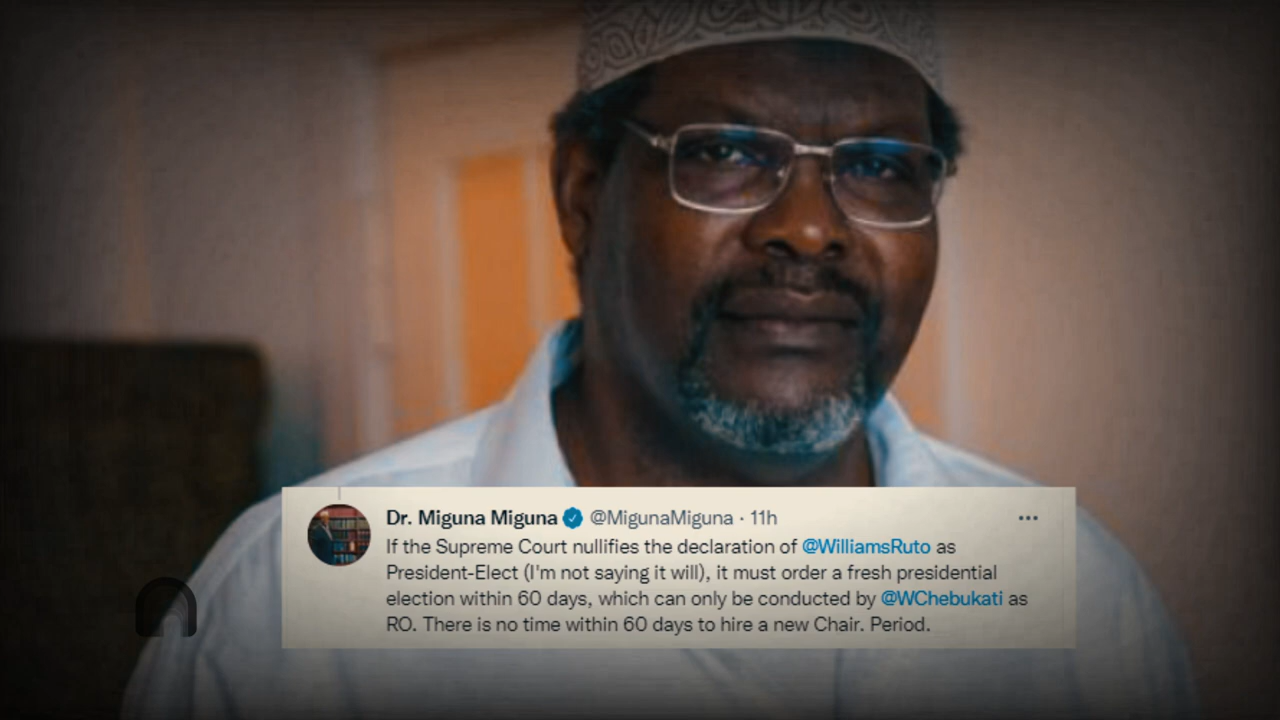 Dr. Miguna Miguna @MigunaMiguna · 11h
If the Supreme Court nullifies the declaration of @WilliamsRuto as
President-Elect (I'm not saying it will), it must order a fresh presidential
election within 60 days, which can only be conducted by @WChebukati as
RO. There is no time within 60 days to hire a new Chair. Period.